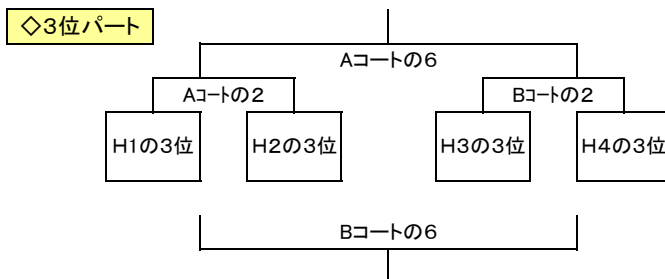 ◇3位パート
Aコートの6
Aコートの2
Bコートの2
H1の3位
H2の3位
H3の3位
H4の3位
Bコートの6